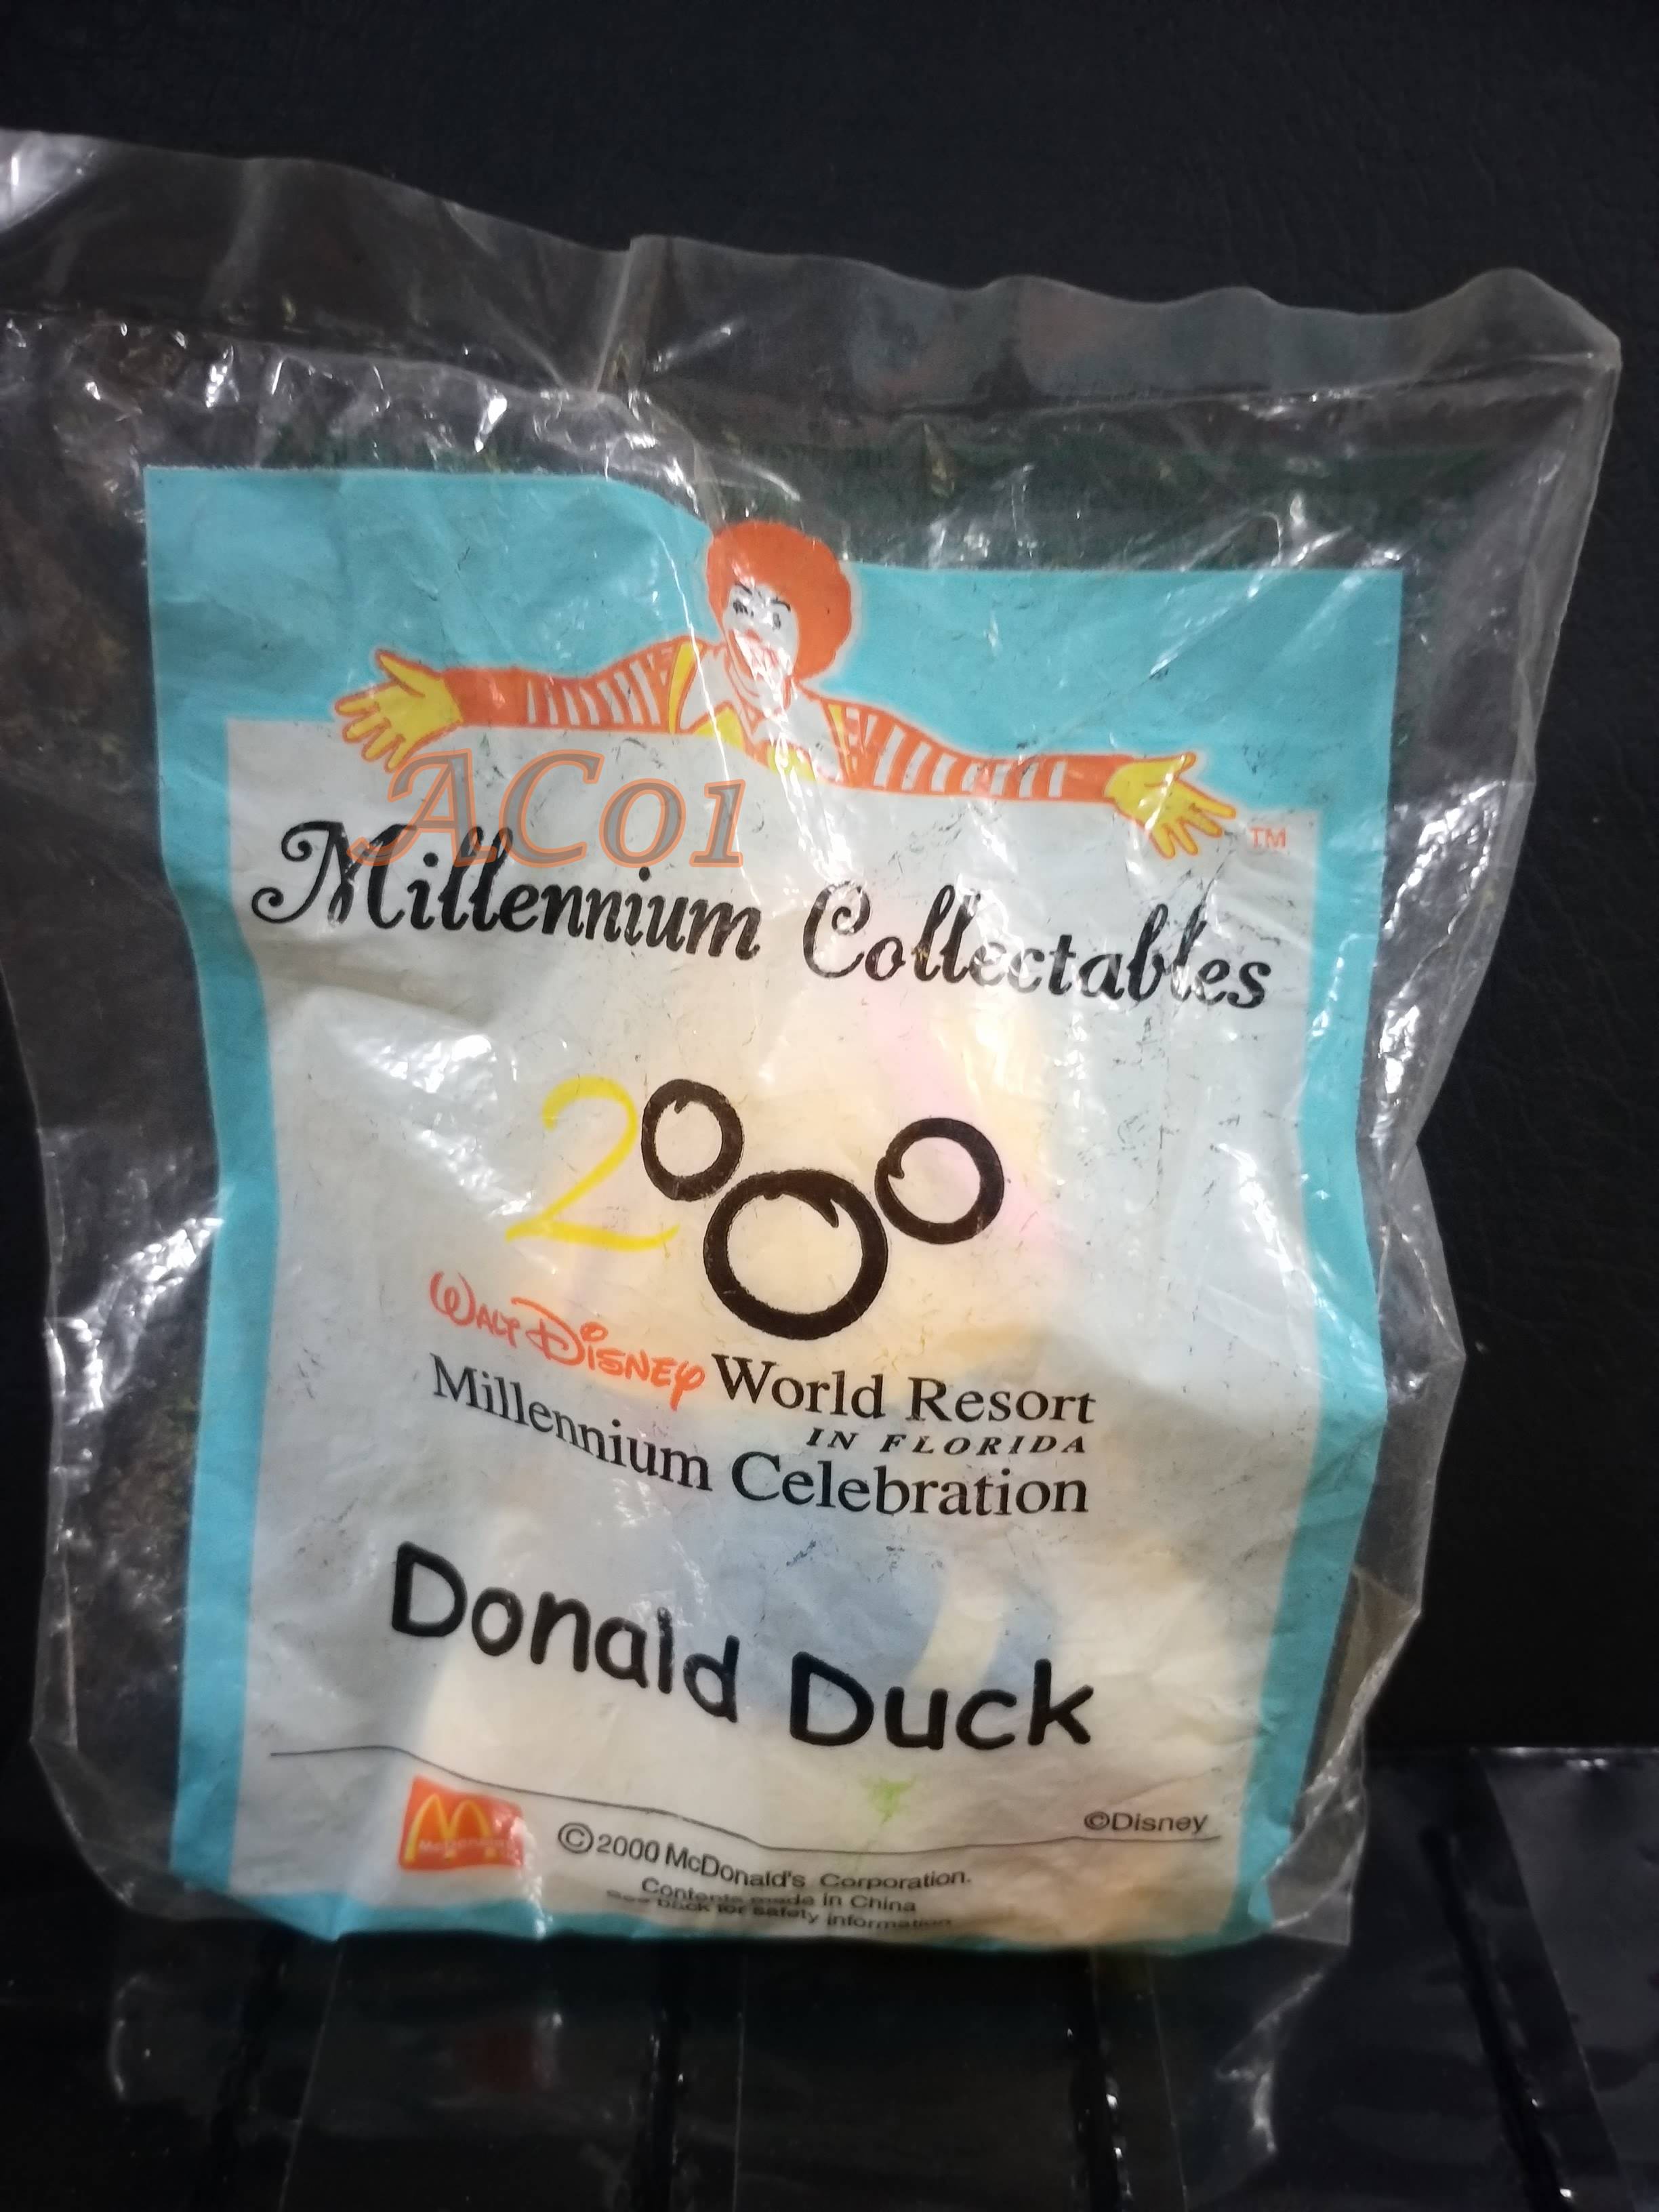 AC01
TM
Millennium Collectables
2000
Walt Disney World Resort
IN FLORIDA
Millennium Celebration
Donald Duck
©Disney
McDonald's
©2000 McDonald's Corporation.
Contents made in China
See back for safety information